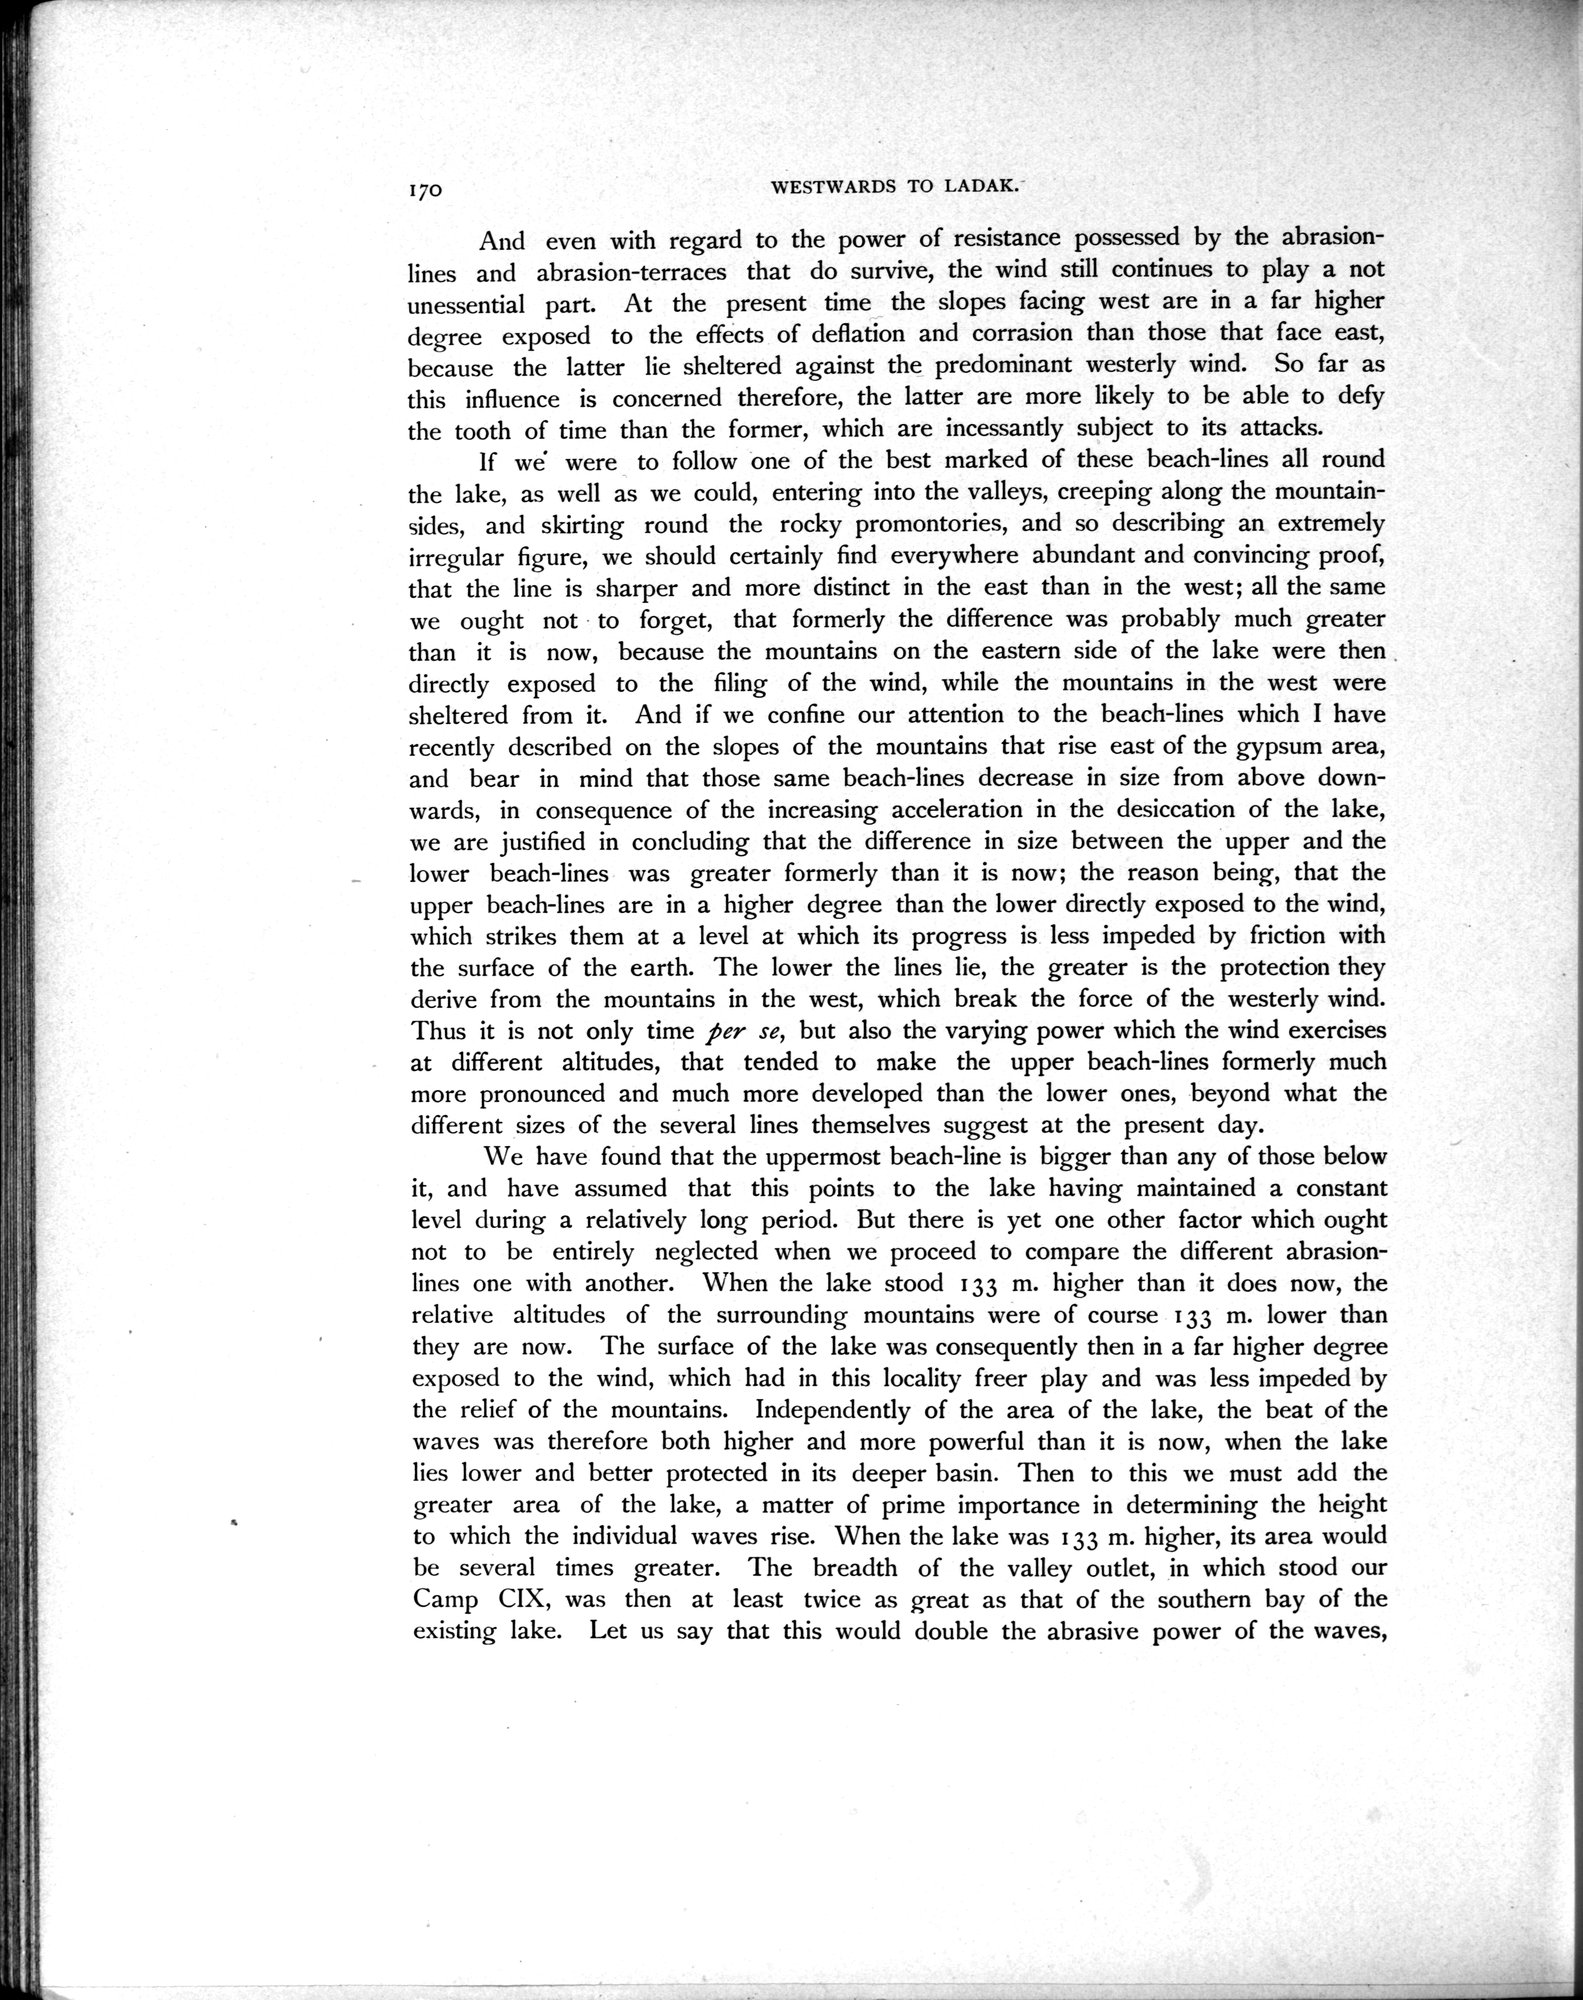 170
WESTWARDS TO LADAK.
And even with regard to the power of resistance possessed by the abrasion-
lines and abrasion-terraces that do survive, the wind still continues to play a not
unessential part. At the present time the slopes facing west are in a far higher
degree exposed to the effects of deflation and corrasion than those that face east,
because the latter lie sheltered against the predominant westerly wind. So far as
this influence is concerned therefore, the latter are more likely to be able to defy
the tooth of time than the former, which are incessantly subject to its attacks.
If we were to follow one of the best marked of these beach-lines all round
the lake, as well as we could, entering into the valleys, creeping along the mountain-
sides, and skirting round the rocky promontories, and so describing an extremely
irregular figure, we should certainly find everywhere abundant and convincing proof,
that the line is sharper and more distinct in the east than in the west; all the same
we ought not to forget, that formerly the difference was probably much greater
than it is now, because the mountains on the eastern side of the lake were then
directly exposed to the filing of the wind, while the mountains in the west were
sheltered from it. And if we confine our attention to the beach-lines which I have
recently described on the slopes of the mountains that rise east of the gypsum area,
and bear in mind that those same beach-lines decrease in size from above down-
wards, in consequence of the increasing acceleration in the desiccation of the lake,
we are justified in concluding that the difference in size between the upper and the
lower beach-lines was greater formerly than it is now; the reason being, that the
upper beach-lines are in a higher degree than the lower directly exposed to the wind,
which strikes them at a level at which its progress is less impeded by friction with
the surface of the earth. The lower the lines lie, the greater is the protection they
derive from the mountains in the west, which break the force of the westerly wind.
Thus it is not only time per se, but also the varying power which the wind exercises
at different altitudes, that tended to make the upper beach-lines formerly much
more pronounced and much more developed than the lower ones, beyond what the
different sizes of the several lines themselves suggest at the present day.
We have found that the uppermost beach-line is bigger than any of those below
it, and have assumed that this points to the lake having maintained a constant
level during a relatively long period. But there is yet one other factor which ought
not to be entirely neglected when we proceed to compare the different abrasion-
lines one with another. When the lake stood 133 m. higher than it does now, the
relative altitudes of the surrounding mountains were of course 133 m. lower than
they are now. The surface of the lake was consequently then in a far higher degree
exposed to the wind, which had in this locality freer play and was less impeded by
the relief of the mountains. Independently of the area of the lake, the beat of the
waves was therefore both higher and more powerful than it is now, when the lake
lies lower and better protected in its deeper basin. Then to this we must add the
greater area of the lake, a matter of prime importance in determining the height
to which the individual waves rise. When the lake was 133 m. higher, its area would
be several times greater. The breadth of the valley outlet, in which stood our
Camp CIX, was then at least twice as great as that of the southern bay of the
existing lake. Let us say that this would double the abrasive power of the waves,